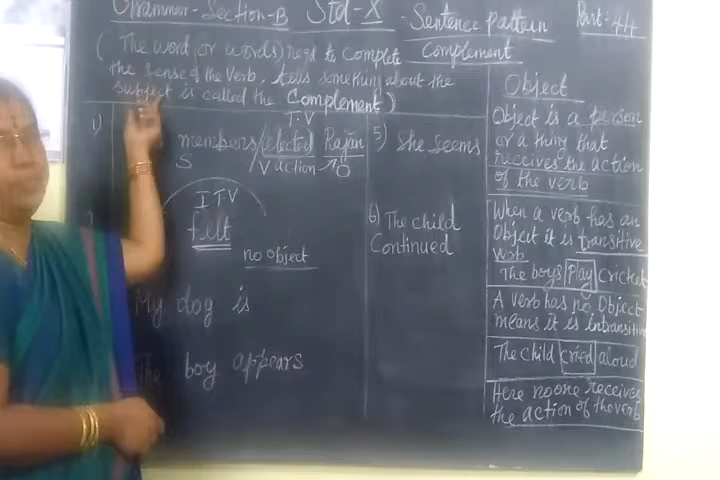 Grammar - Section-B Std-X - Sentence pattern Part: 44
Complement
(The word (or words) need to complete
the sense of the Verb, tells something about the
subject is called the Complement)
1) members / elected Rajan
T.V
S V action → O
I T V
felt
no object
My dog is
The boy appears
5) She seems
6) The child
Continued
Object
Object is a person
or a thing that
receives the action
of the verb
When a verb has an
Object it is transitive
verb
The boys play cricket
A verb has no Object
means it is intransitive
The child cried aloud
Here no one receives
the action of the verb